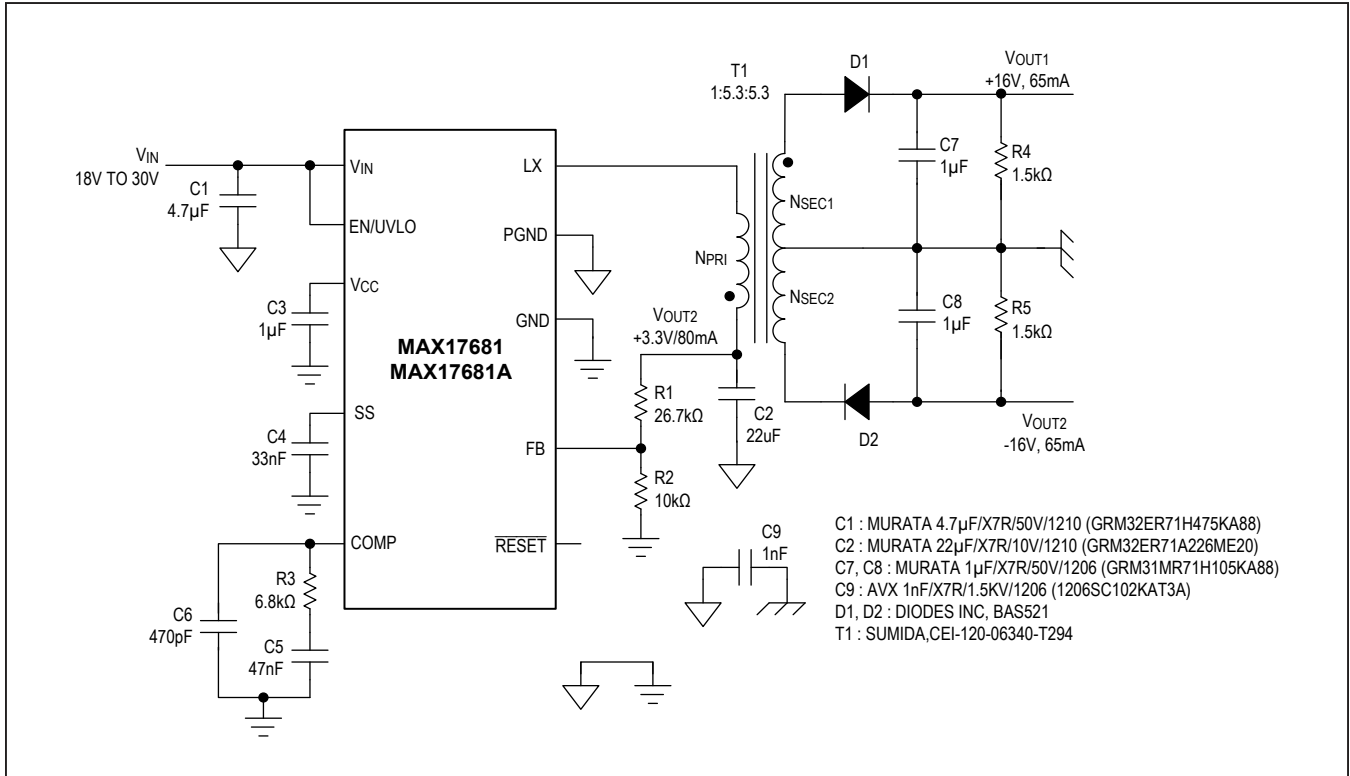 VIN
18V TO 30V
C1
4.7µF
VIN
EN/UVLO
VCC
C3
1µF
SS
C4
33nF
COMP
R3
6.8kΩ
C6
470pF
C5
47nF
MAX17681
MAX17681A
LX
PGND
GND
FB
RESET
VOUT2
+3.3V/80mA
R1
26.7kΩ
R2
10kΩ
C2
22uF
T1
1:5.3:5.3
NPRI
NSEC1
NSEC2
D1
VOUT1
+16V, 65mA
C7
1µF
R4
1.5kΩ
C8
1µF
R5
1.5kΩ
D2
VOUT2
-16V, 65mA
C9
1nF
C1 : MURATA 4.7µF/X7R/50V/1210 (GRM32ER71H475KA88)
C2 : MURATA 22µF/X7R/10V/1210 (GRM32ER71A226ME20)
C7, C8 : MURATA 1µF/X7R/50V/1206 (GRM31MR71H105KA88)
C9 : AVX 1nF/X7R/1.5KV/1206 (1206SC102KAT3A)
D1, D2 : DIODES INC, BAS521
T1 : SUMIDA,CEI-120-06340-T294